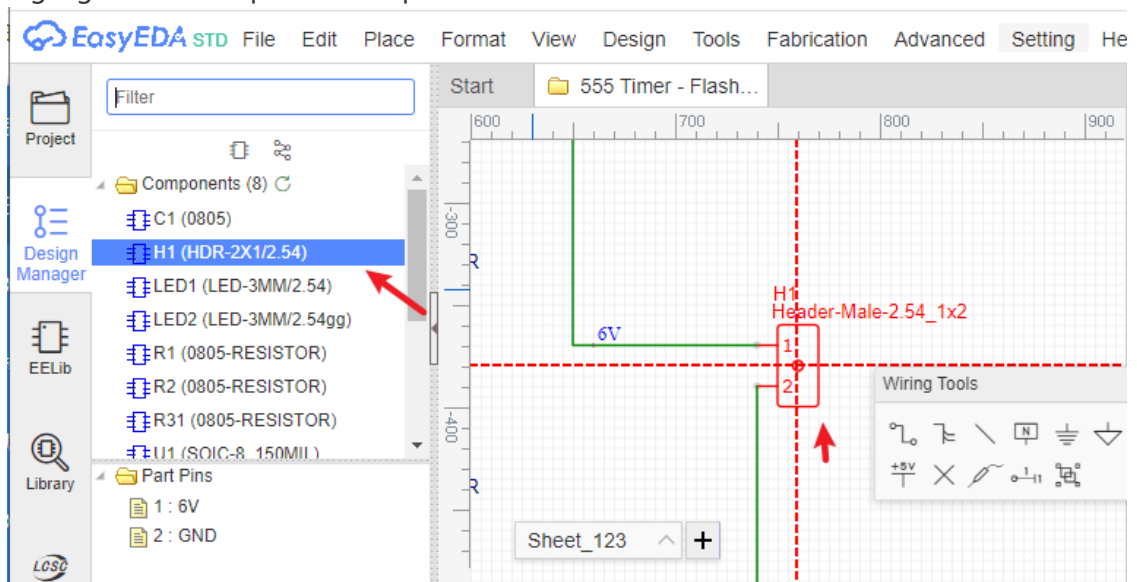 EasyEDA STD File Edit Place Format View Design Tools Fabrication Advanced Setting He
Start 555 Timer - Flash...
Filter
600 700 800 900
Project
Components (8)
C1 (0805)
H1 (HDR-2X1/2.54)
LED1 (LED-3MM/2.54)
LED2 (LED-3MM/2.54gg)
R1 (0805-RESISTOR)
R2 (0805-RESISTOR)
R31 (0805-RESISTOR)
U1 (SOIC-8_150MIL)
Design
Manager
EELib
Library
LCSC
Part Pins
1 : 6V
2 : GND
-300
-400
R
R
H1
Header-Male-2.54_1x2
6V
1
2
Wiring Tools
N
+5V
1
Sheet_123